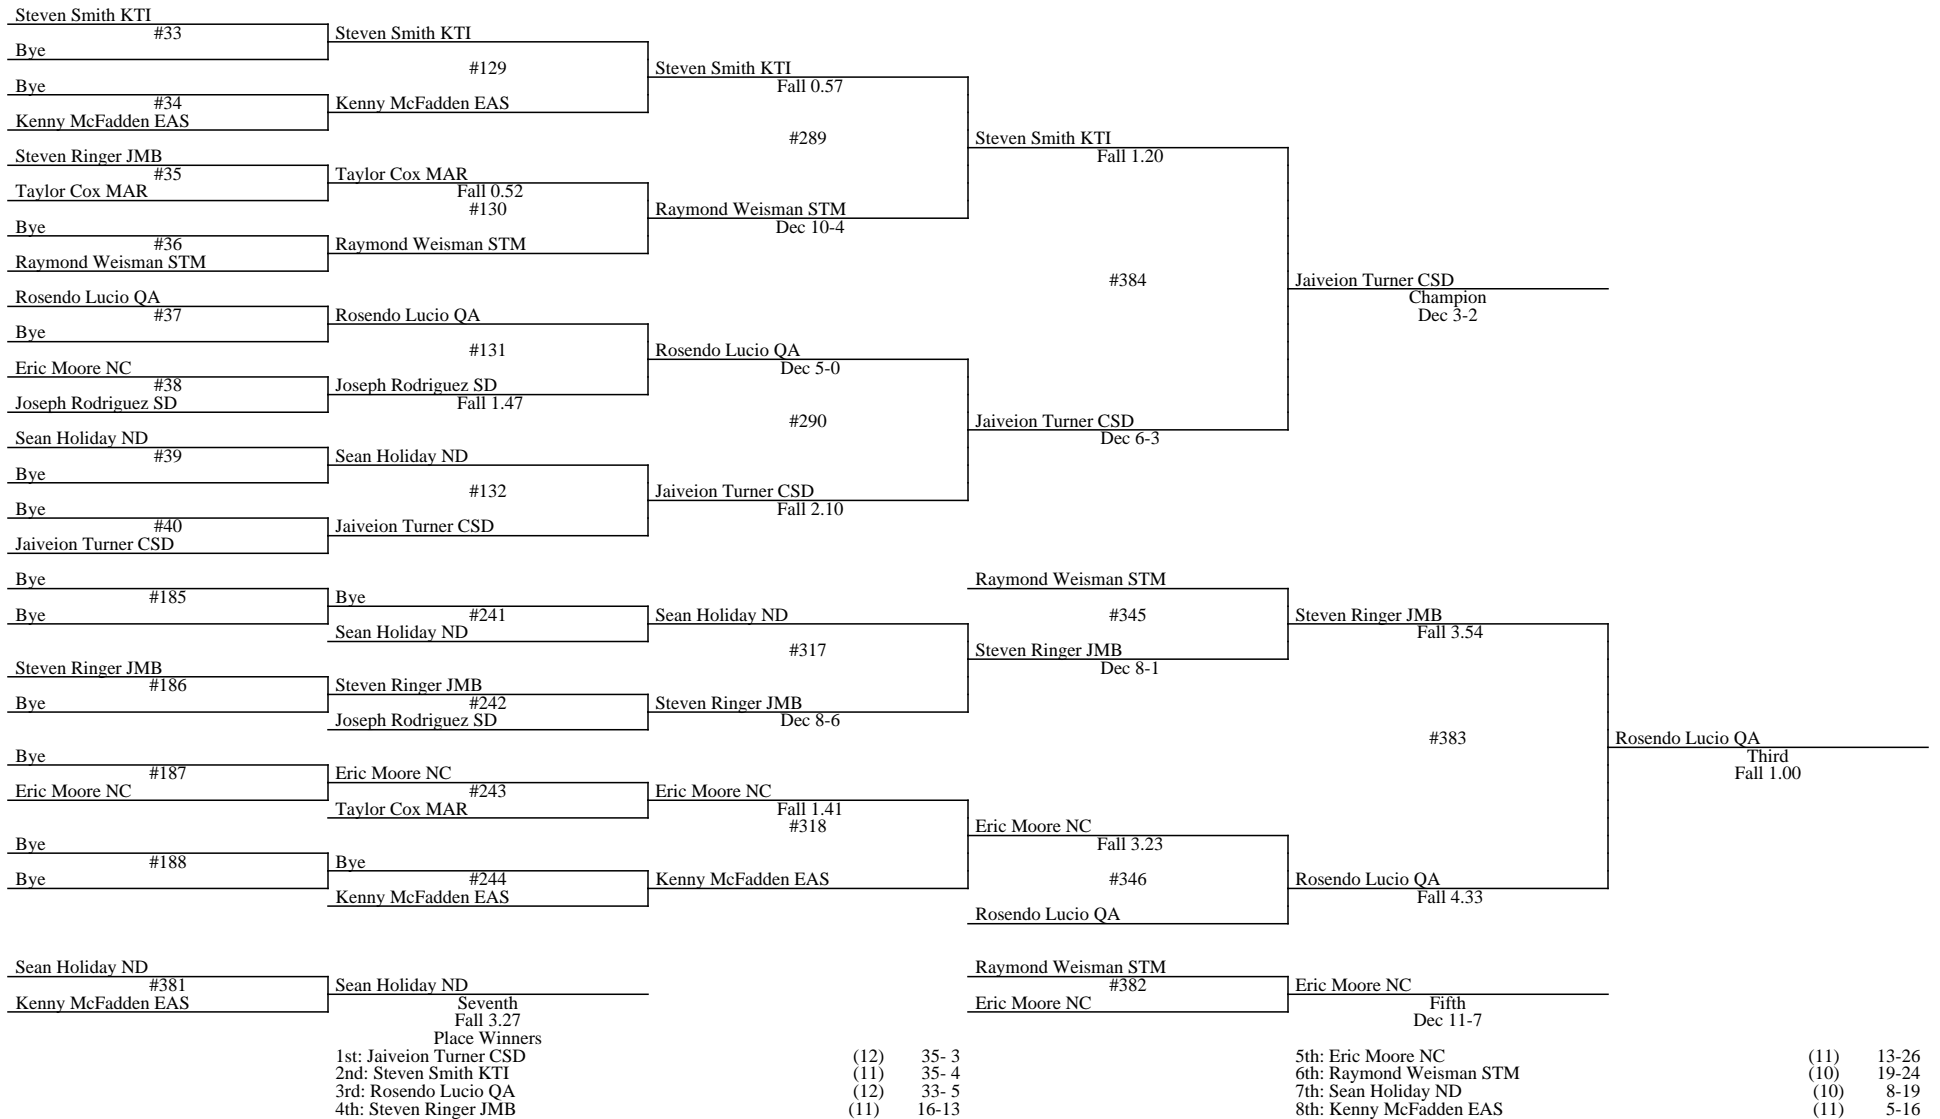 Steven Smith KTI
#33
Bye
Bye
#34
Kenny McFadden EAS
Steven Ringer JMB
#35
Taylor Cox MAR
Bye
#36
Raymond Weisman STM
Rosendo Lucio QA
#37
Bye
Eric Moore NC
#38
Joseph Rodriguez SD
Sean Holiday ND
#39
Bye
Bye
#40
Jaiveion Turner CSD
Steven Smith KTI
#129
Kenny McFadden EAS
Taylor Cox MAR
Fall 0.52
#130
Raymond Weisman STM
Rosendo Lucio QA
#131
Joseph Rodriguez SD
Fall 1.47
Sean Holiday ND
#132
Jaiveion Turner CSD
Steven Smith KTI
Fall 0.57
#289
Raymond Weisman STM
Dec 10-4
Rosendo Lucio QA
Dec 5-0
#290
Jaiveion Turner CSD
Fall 2.10
Steven Smith KTI
Fall 1.20
#384
Jaiveion Turner CSD
Dec 6-3
Jaiveion Turner CSD
Champion
Dec 3-2
Bye
#185
Bye
Steven Ringer JMB
#186
Bye
Bye
#187
Eric Moore NC
Bye
#188
Bye
Bye
#241
Sean Holiday ND
Steven Ringer JMB
#242
Joseph Rodriguez SD
Eric Moore NC
#243
Taylor Cox MAR
Bye
#244
Kenny McFadden EAS
Sean Holiday ND
#317
Steven Ringer JMB
Dec 8-6
Eric Moore NC
Fall 1.41
#318
Kenny McFadden EAS
Raymond Weisman STM
#345
Steven Ringer JMB
Dec 8-1
Eric Moore NC
Fall 3.23
#346
Rosendo Lucio QA
Steven Ringer JMB
Fall 3.54
#383
Rosendo Lucio QA
Fall 4.33
Rosendo Lucio QA
Third
Fall 1.00
Sean Holiday ND
#381
Kenny McFadden EAS
Sean Holiday ND
Seventh
Fall 3.27
Raymond Weisman STM
#382
Eric Moore NC
Eric Moore NC
Fifth
Dec 11-7
Place Winners
1st: Jaiveion Turner CSD (12) 35- 3
2nd: Steven Smith KTI (11) 35- 4
3rd: Rosendo Lucio QA (12) 33- 5
4th: Steven Ringer JMB (11) 16-13
5th: Eric Moore NC (11) 13-26
6th: Raymond Weisman STM (10) 19-24
7th: Sean Holiday ND (10) 8-19
8th: Kenny McFadden EAS (11) 5-16